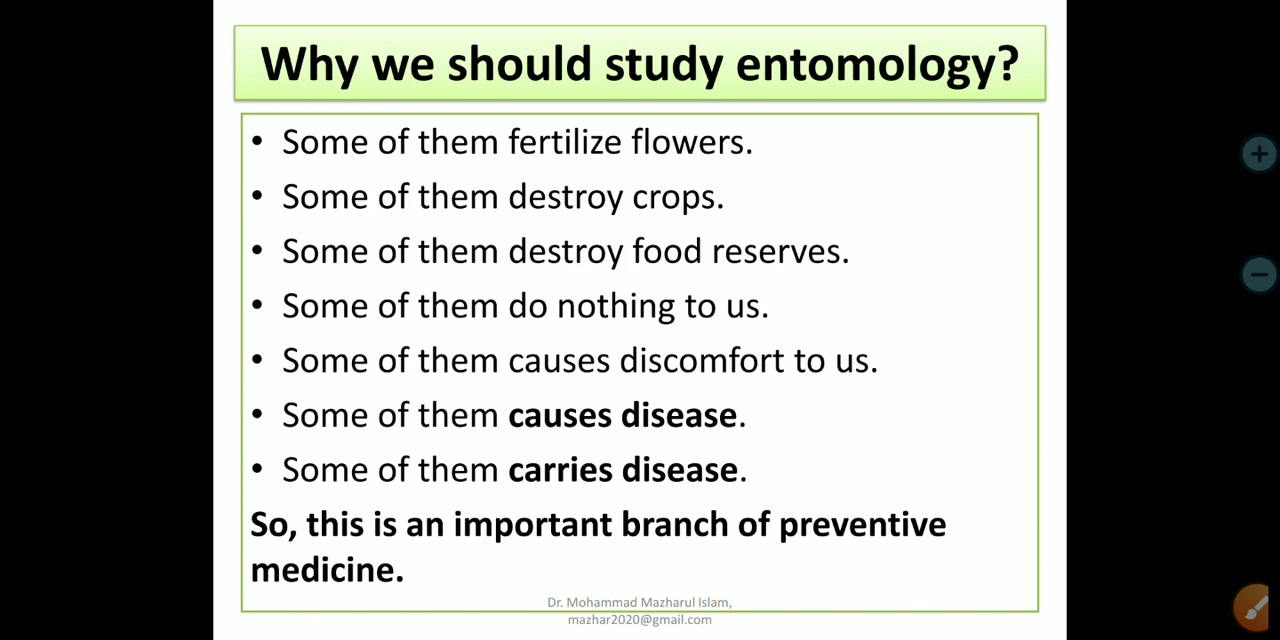 Why we should study entomology?
• Some of them fertilize flowers.
• Some of them destroy crops.
• Some of them destroy food reserves.
• Some of them do nothing to us.
• Some of them causes discomfort to us.
• Some of them causes disease.
• Some of them carries disease.
So, this is an important branch of preventive
medicine.
Dr. Mohammad Mazharul Islam,
mazhar2020@gmail.com